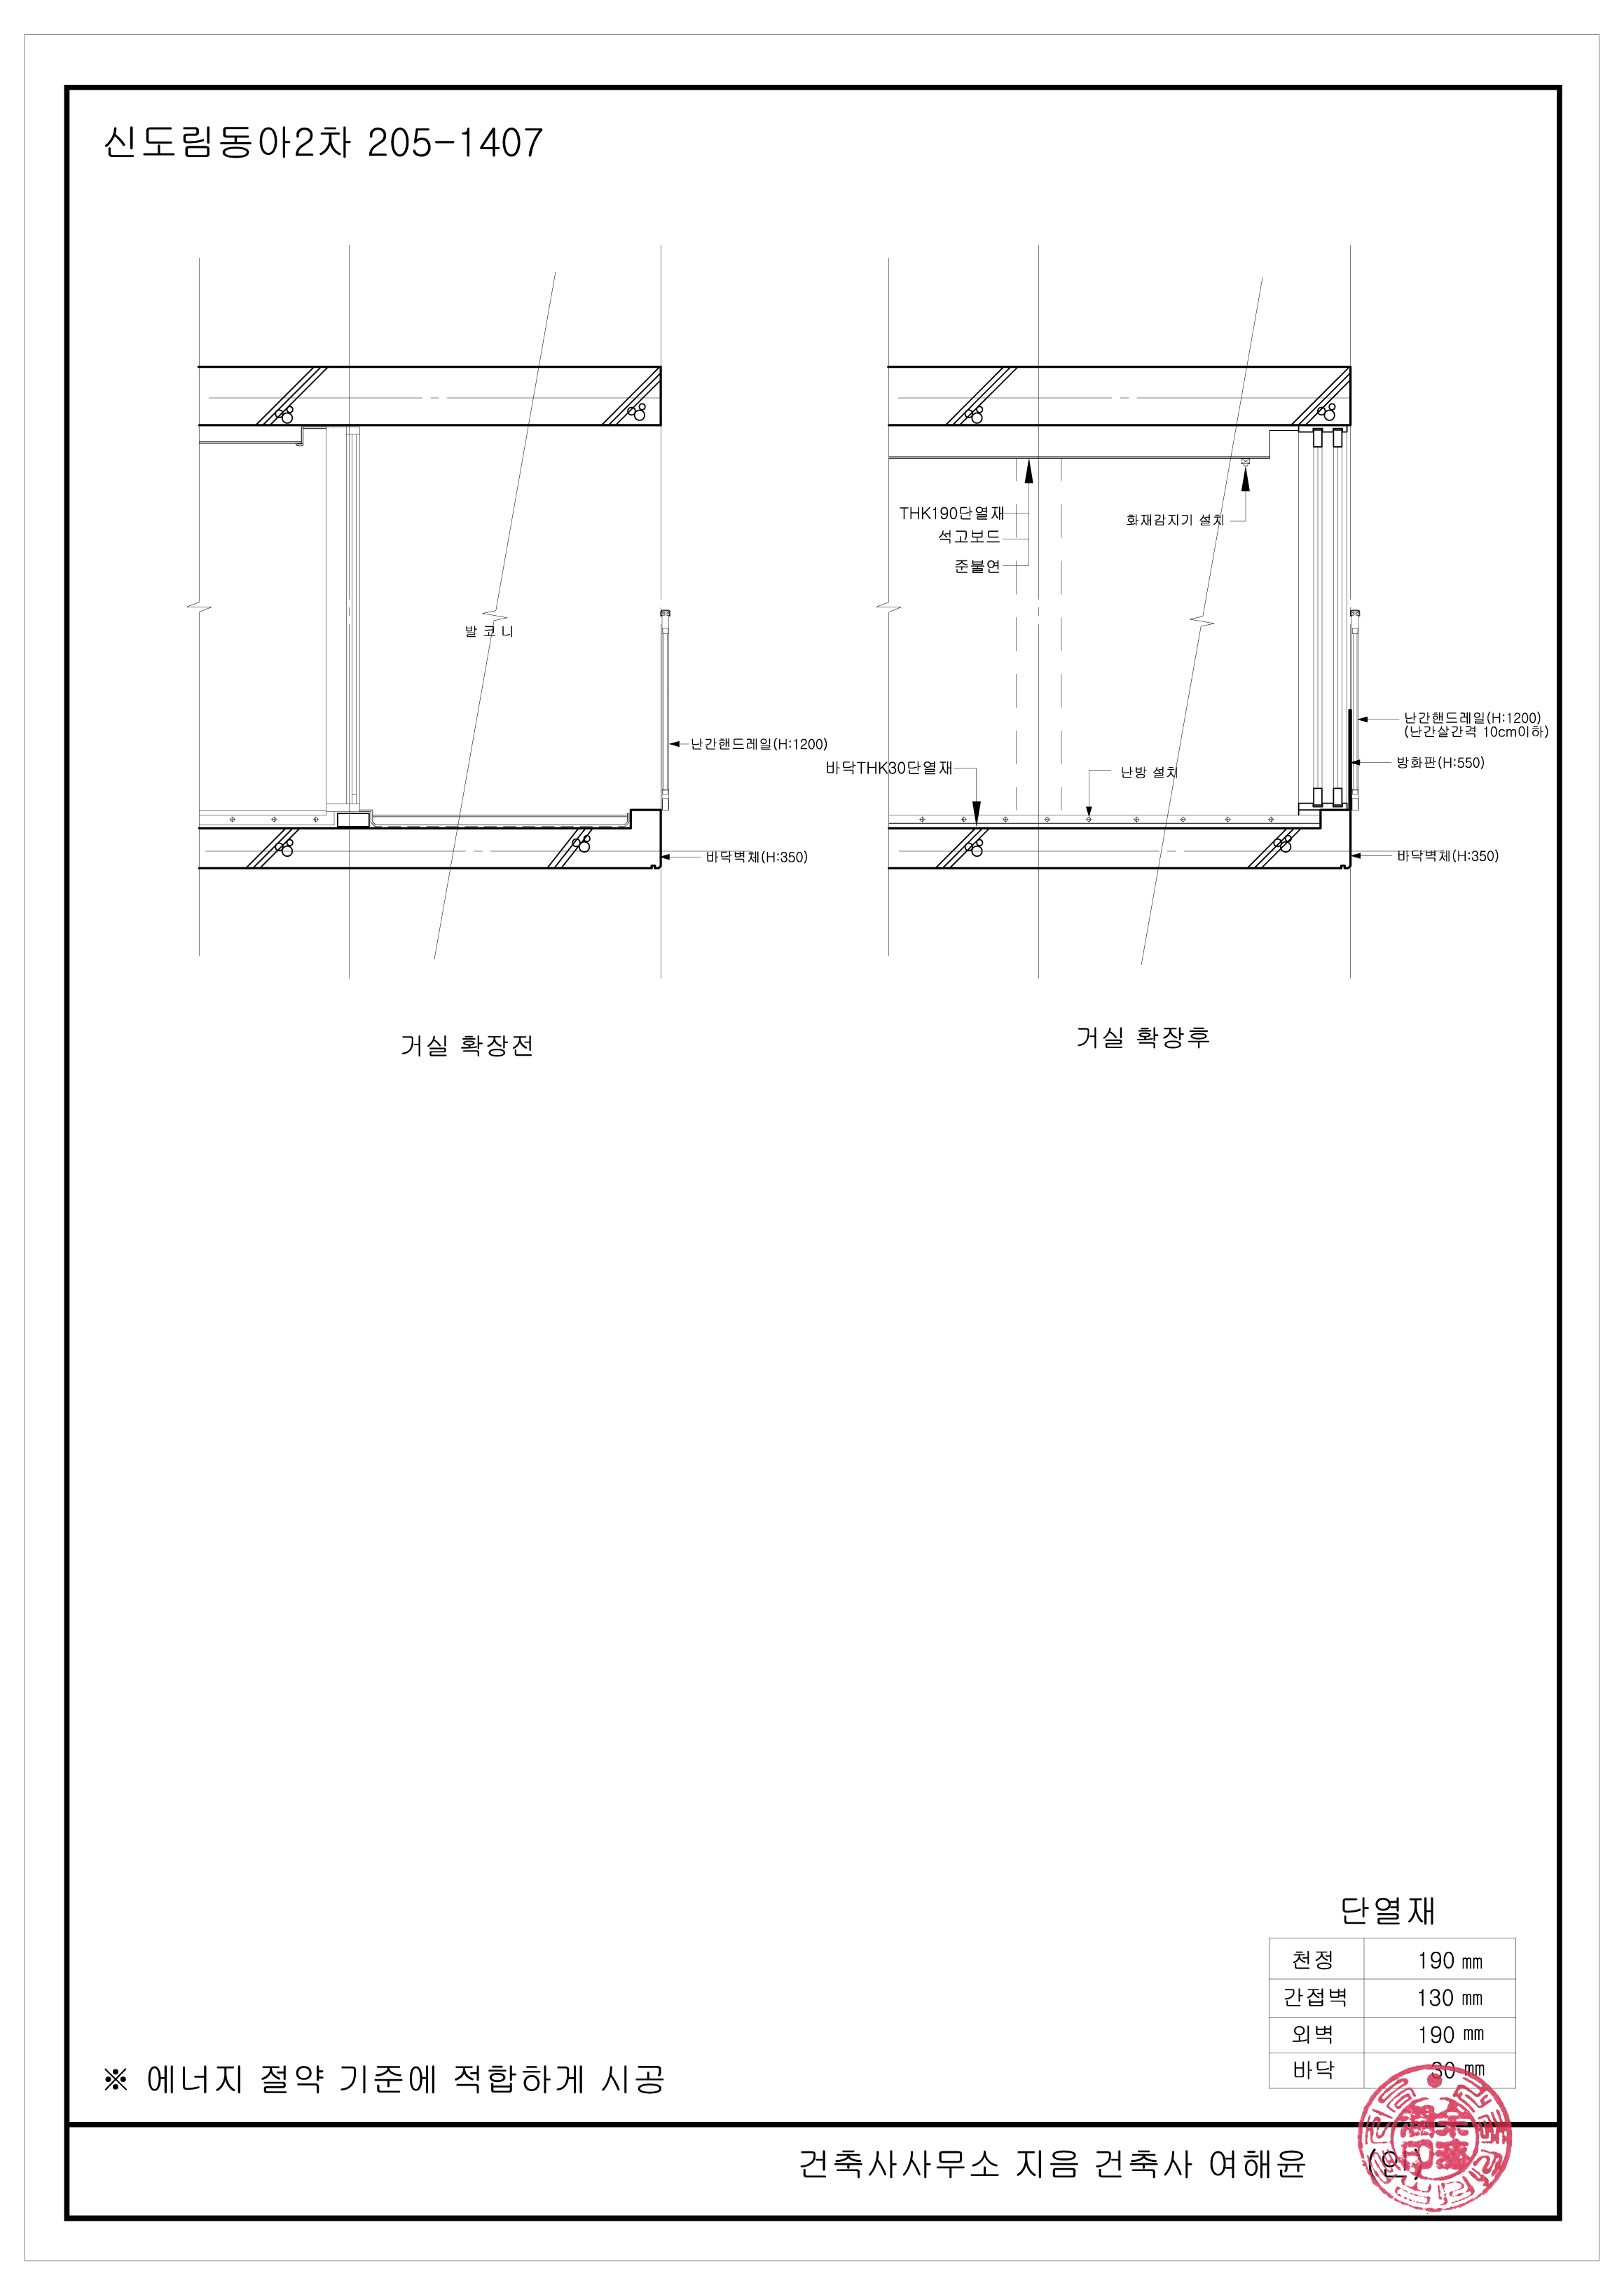 신도림동아2차 205-1407
발 코 니
난간핸드레일(H:1200)
바닥벽체(H:350)
거실 확장전
THK190단열재
석고보드
준불연
화재감지기 설치
바닥THK30단열재
난방 설치
난간핸드레일(H:1200)
(난간살간격 10cm이하)
방화판(H:550)
바닥벽체(H:350)
거실 확장후
단열재
천정 190 ㎜
간접벽 130 ㎜
외벽 190 ㎜
바닥 30 ㎜
※ 에너지 절약 기준에 적합하게 시공
건축사사무소 지음 건축사 여해윤 (인)